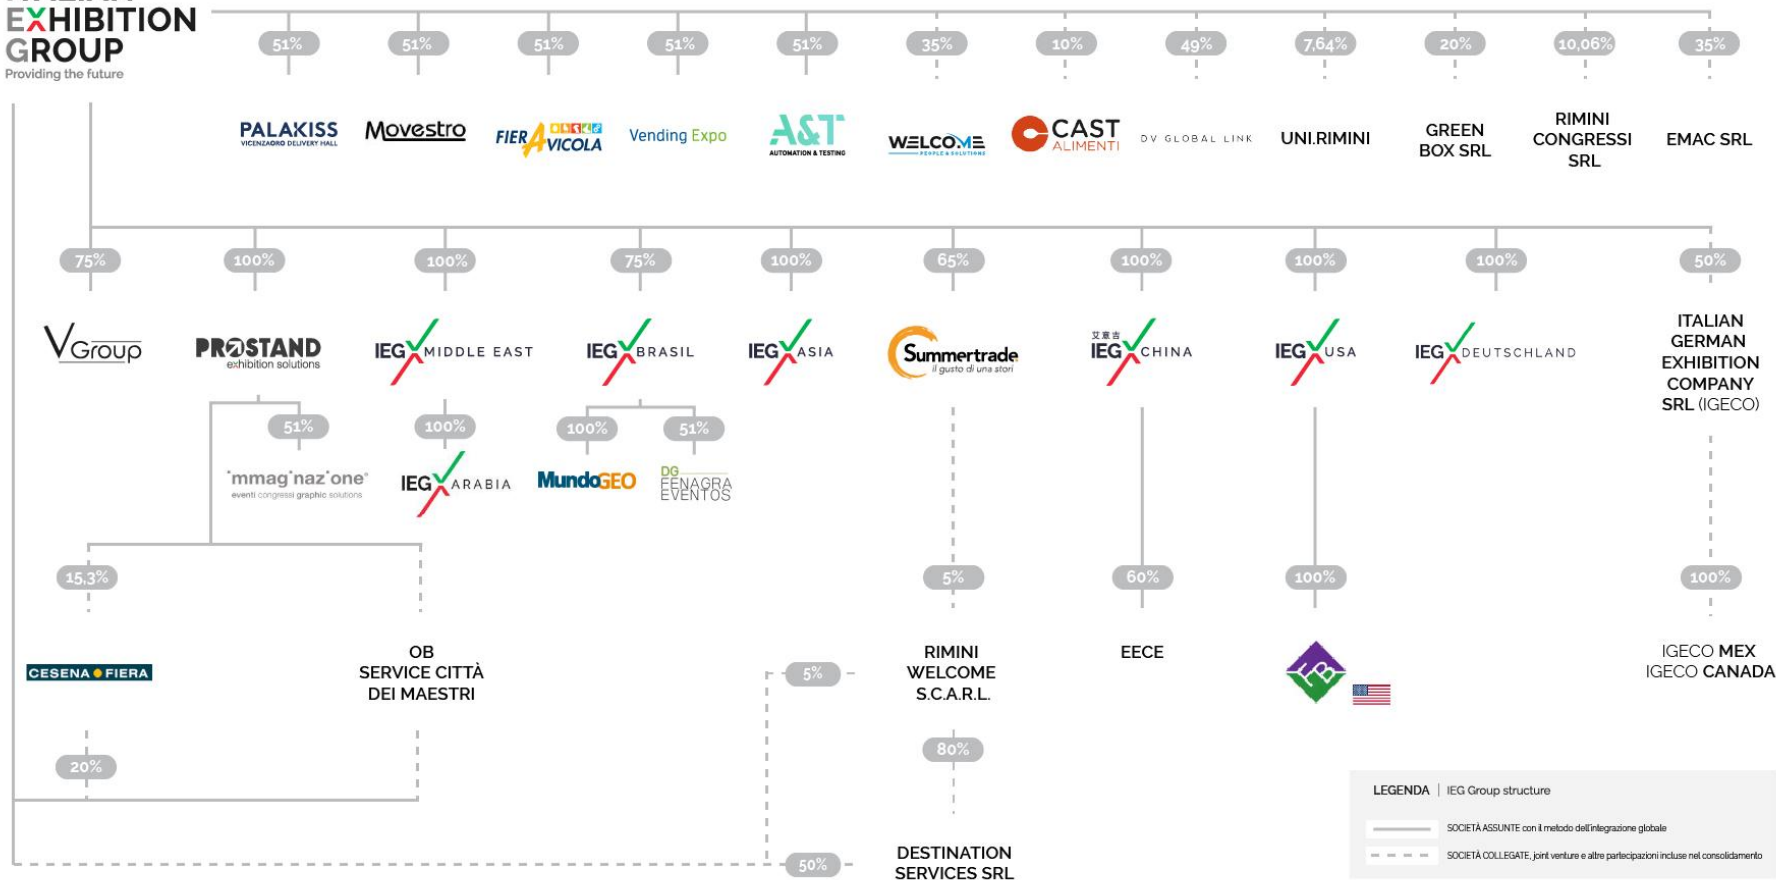 EXHIBITION
GROUP
Providing the future
51%
51%
51%
51%
51%
35%
10%
49%
7,64%
20%
10,06%
35%
PALAKISS
VICENZAORO DELIVERY HALL
Movestro
FIERAVICOLA
Vending Expo
A&T
AUTOMATION & TESTING
WELCOME
PEOPLE & SOLUTIONS
CAST
ALIMENTI
DV GLOBAL LINK
UNI.RIMINI
GREEN
BOX SRL
RIMINI
CONGRESSI
SRL
EMAC SRL
75%
100%
100%
75%
100%
65%
100%
100%
100%
50%
VGroup
PROSTAND
exhibition solutions
IEG MIDDLE EAST
IEG BRASIL
IEG ASIA
Summertrade
il gusto di una stori
艾意吉
IEG CHINA
IEG USA
IEG DEUTSCHLAND
ITALIAN
GERMAN
EXHIBITION
COMPANY
SRL (IGECO)
51%
100%
100%
51%
immaginazione
eventi congressi graphic solutions
IEG ARABIA
MundoGEO
DG
FENAGRA
EVENTOS
15,3%
5%
60%
100%
100%
CESENA FIERA
OB
SERVICE CITTÀ
DEI MAESTRI
5%
RIMINI
WELCOME
S.C.A.R.L.
EECE
FB
IGECO MEX
IGECO CANADA
20%
80%
50%
DESTINATION
SERVICES SRL
LEGENDA | IEG Group structure
SOCIETÀ ASSUNTE con il metodo dell'integrazione globale
SOCIETÀ COLLEGATE, joint venture e altre partecipazioni incluse nel consolidamento